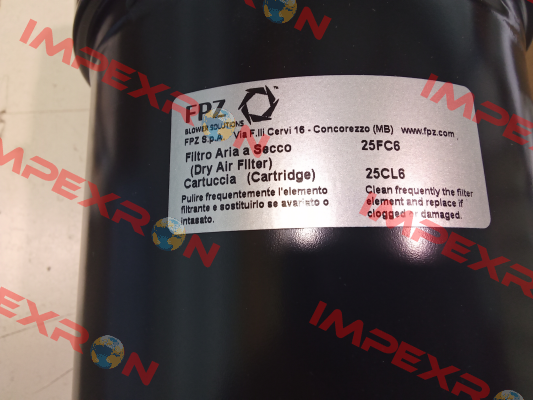 FPZ ™
BLOWER SOLUTIONS
FPZ S.p.A. Via F.lli Cervi 16 - Concorezzo (MB) www.fpz.com
Filtro Aria a Secco 25FC6
(Dry Air Filter)
Cartuccia (Cartridge) 25CL6
Pulire frequentemente l'elemento
filtrante e sostituirlo se avariato o
intasato.
Clean frequently the filter
element and replace if
clogged or damaged.
IMPEXRON
IMPEXRON
IMPEXRON
IMPEXRON
IMPEXRON
IMPEXRON